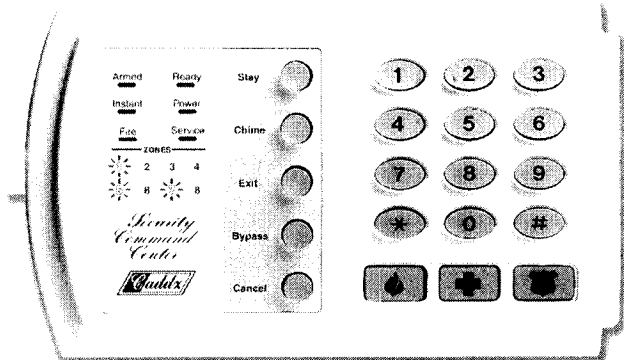 Armed Ready Stay
Instant Power
Fire Service Chime
ZONES
2 3 4
6 8 Exit
Security
Command
Center
Bypass
Caddx
Cancel
1 2 3
4 5 6
7 8 9
* 0 #